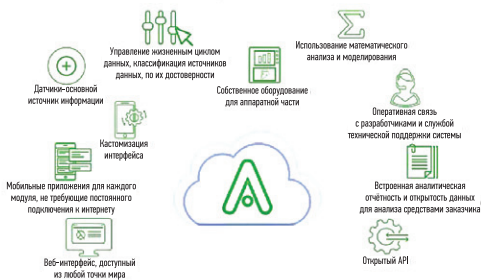 Управление жизненным циклом
данных, классификация источников
данных, по их достоверности
Использование математического
анализа и моделирования
Датчики-основной
источник информации
Собственное оборудование
для аппаратной части
Оперативная связь
с разработчиками и службой
технической поддержки системы
Кастомизация
интерфейса
Мобильные приложения для каждого
модуля, не требующие постоянного
подключения к интернету
Встроенная аналитическая
отчётность и открытость данных
для анализа средствами заказчика
Веб-интерфейс, доступный
из любой точки мира
Открытый API